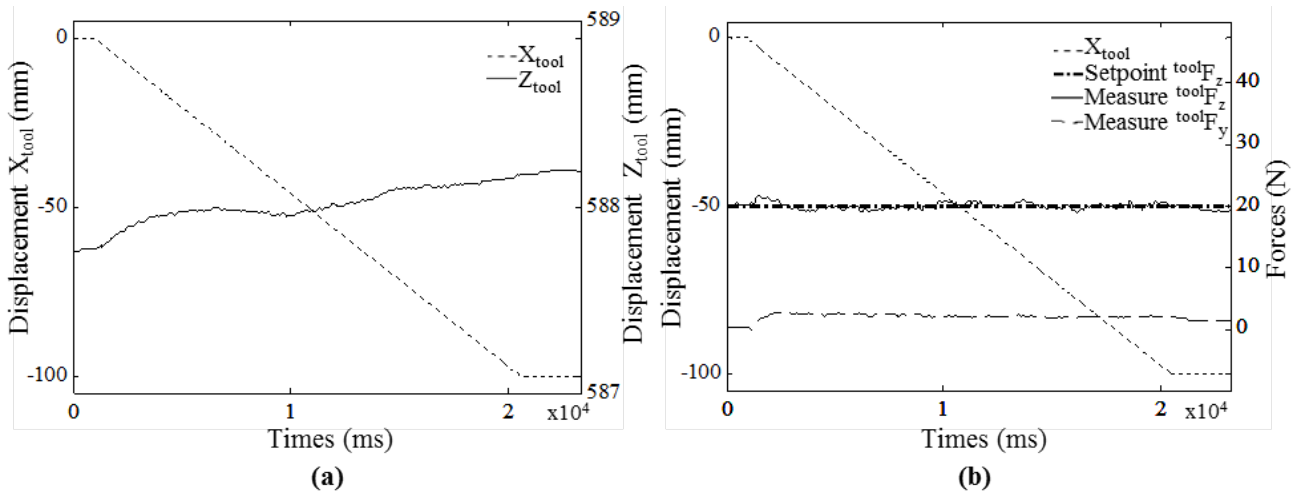 0
-50
-100
Displacement X_tool (mm)
X_tool
Z_tool
589
588
587
Displacement Z_tool (mm)
0
1
2
x10^4
Times (ms)
(a)
0
-50
-100
Displacement (mm)
X_tool
Setpoint ^toolF_z
Measure ^toolF_z
Measure ^toolF_y
40
30
20
10
0
Forces (N)
0
1
2
x10^4
Times (ms)
(b)